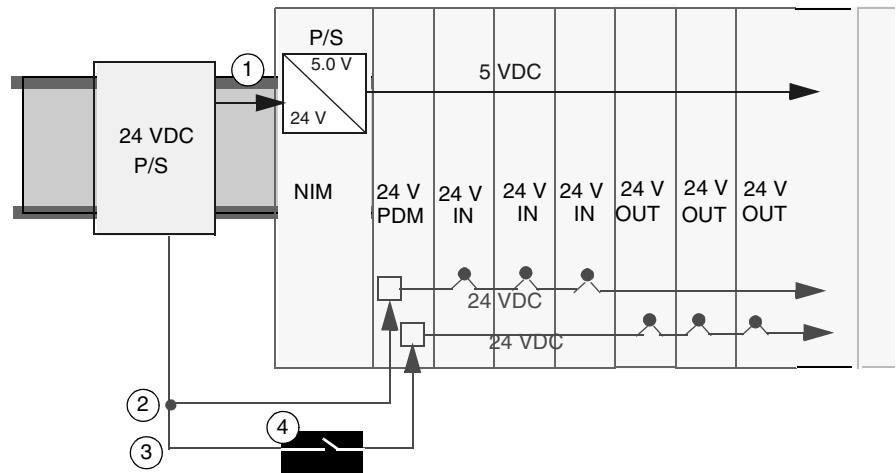 P/S
1
5.0 V
5 VDC
24 V
24 VDC
P/S
NIM
24 V
PDM
24 V
IN
24 V
IN
24 V
IN
24 V
OUT
24 V
OUT
24 V
OUT
24 VDC
24 VDC
2
4
3